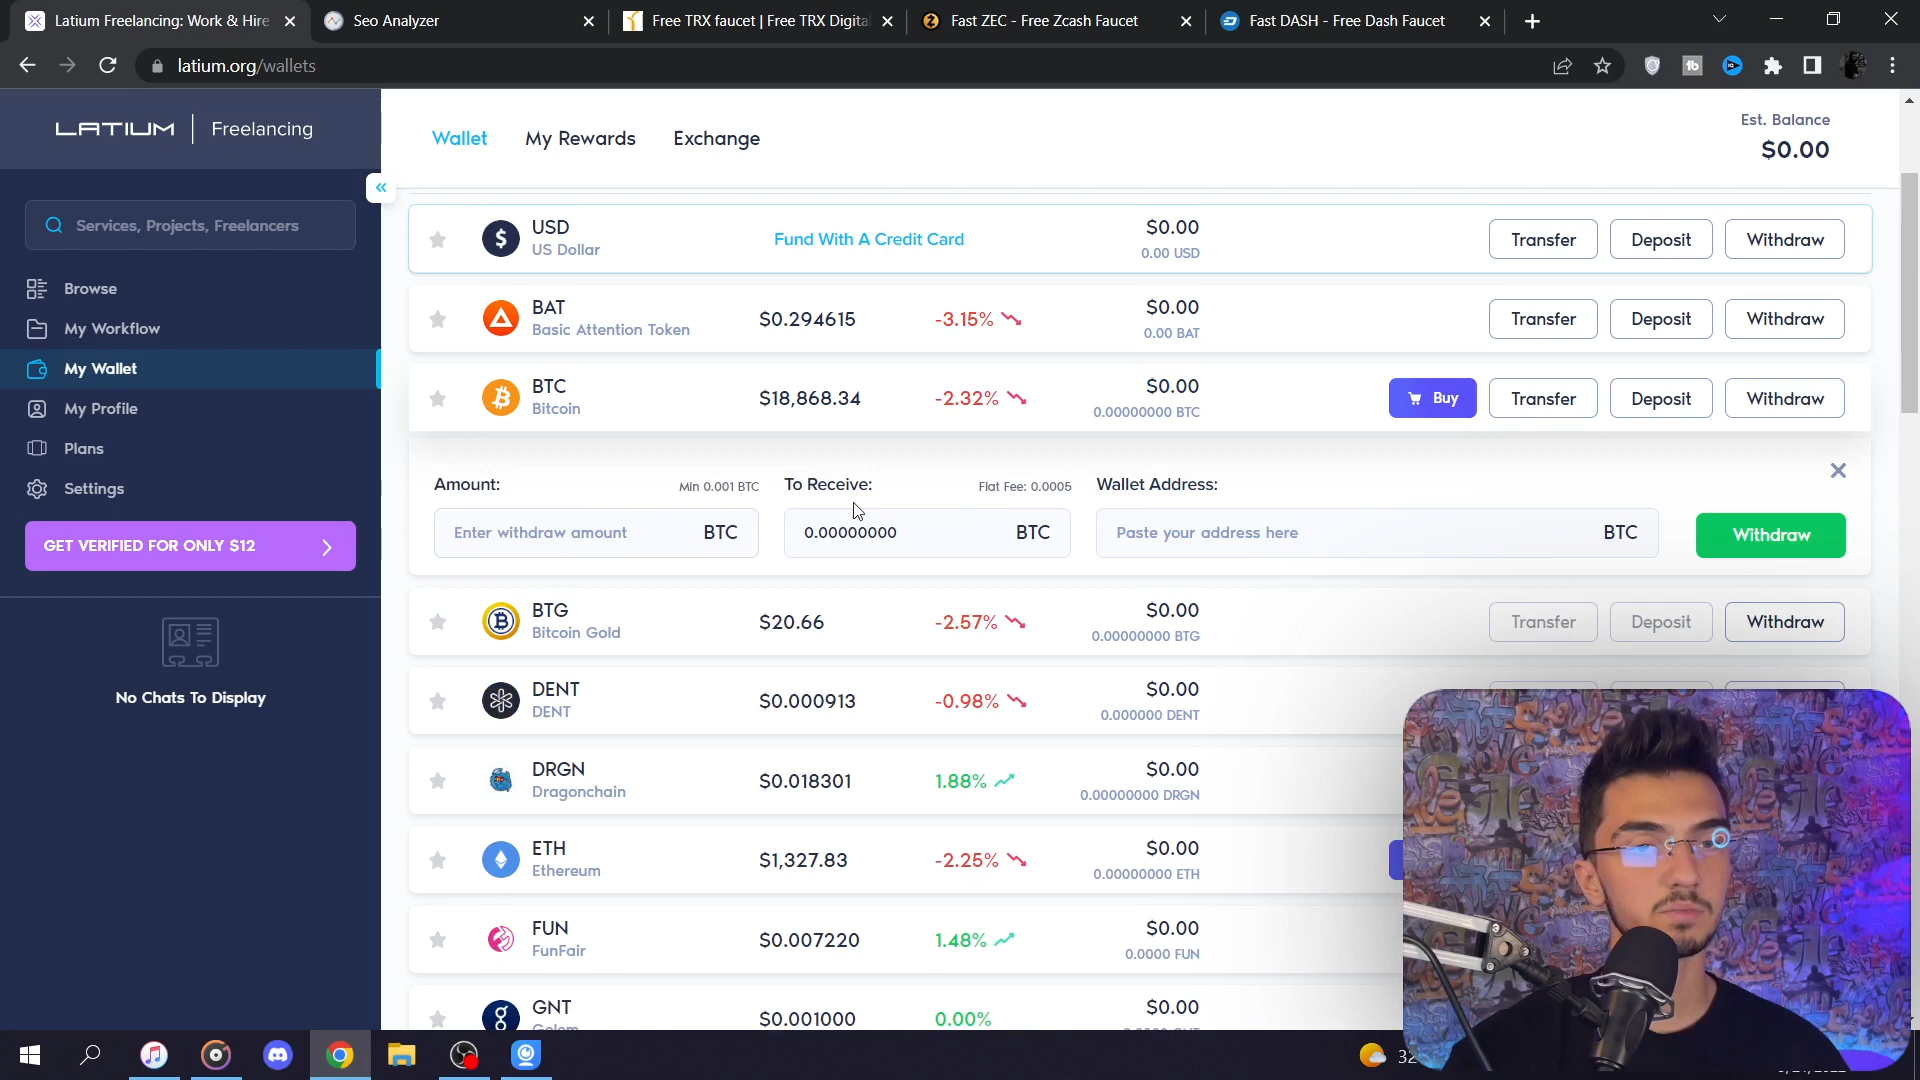 Latium Freelancing: Work & Hire
Seo Analyzer
Free TRX faucet | Free TRX Digita
Fast ZEC - Free Zcash Faucet
Fast DASH - Free Dash Faucet
latium.org/wallets
LATIUM | Freelancing
Wallet
My Rewards
Exchange
Est. Balance
$0.00
Services, Projects, Freelancers
Browse
My Workflow
My Wallet
My Profile
Plans
Settings
GET VERIFIED FOR ONLY $12
No Chats To Display
USD
US Dollar
Fund With A Credit Card
$0.00
0.00 USD
Transfer
Deposit
Withdraw
BAT
Basic Attention Token
$0.294615
-3.15%
$0.00
0.00 BAT
Transfer
Deposit
Withdraw
BTC
Bitcoin
$18,868.34
-2.32%
$0.00
0.00000000 BTC
Buy
Transfer
Deposit
Withdraw
Amount:
Min 0.001 BTC
To Receive:
Flat Fee: 0.0005
Wallet Address:
Enter withdraw amount
BTC
0.00000000
BTC
Paste your address here
BTC
Withdraw
BTG
Bitcoin Gold
$20.66
-2.57%
$0.00
0.00000000 BTG
Transfer
Deposit
Withdraw
DENT
DENT
$0.000913
-0.98%
$0.00
0.000000 DENT
DRGN
Dragonchain
$0.018301
1.88%
$0.00
0.00000000 DRGN
ETH
Ethereum
$1,327.83
-2.25%
$0.00
0.00000000 ETH
FUN
FunFair
$0.007220
1.48%
$0.00
0.0000 FUN
GNT
$0.001000
0.00%
$0.00